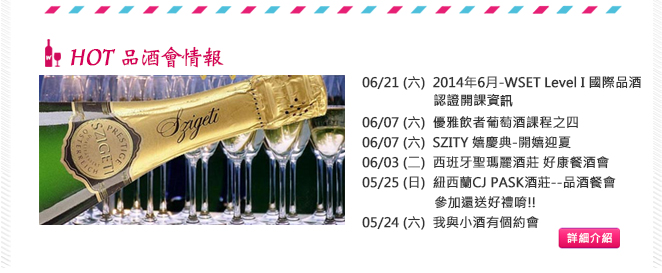 HOT 品酒會情報
Szigeti
PRESTIGE
SZIGETI
06/21 (六) 2014年6月-WSET Level I 國際品酒
認證開課資訊
06/07 (六) 優雅飲者葡萄酒課程之四
06/07 (六) SZITY 嬉慶典-開嬉迎夏
06/03 (二) 西班牙聖瑪麗酒莊 好康餐酒會
05/25 (日) 紐西蘭CJ PASK酒莊--品酒餐會
參加還送好禮唷!!
05/24 (六) 我與小酒有個約會
詳細介紹